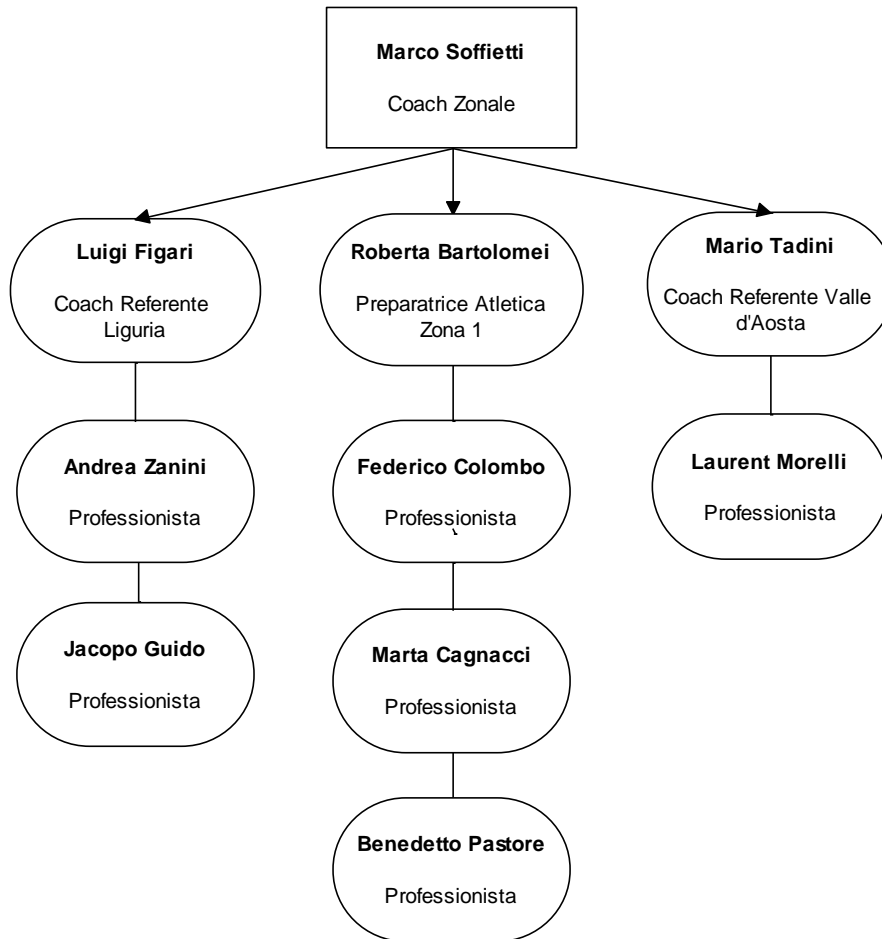 Marco Soffietti
Coach Zonale
Luigi Figari
Coach Referente
Liguria
Roberta Bartolomei
Preparatrice Atletica
Zona 1
Mario Tadini
Coach Referente Valle
d'Aosta
Andrea Zanini
Professionista
Federico Colombo
Professionista
Laurent Morelli
Professionista
Jacopo Guido
Professionista
Marta Cagnacci
Professionista
Benedetto Pastore
Professionista